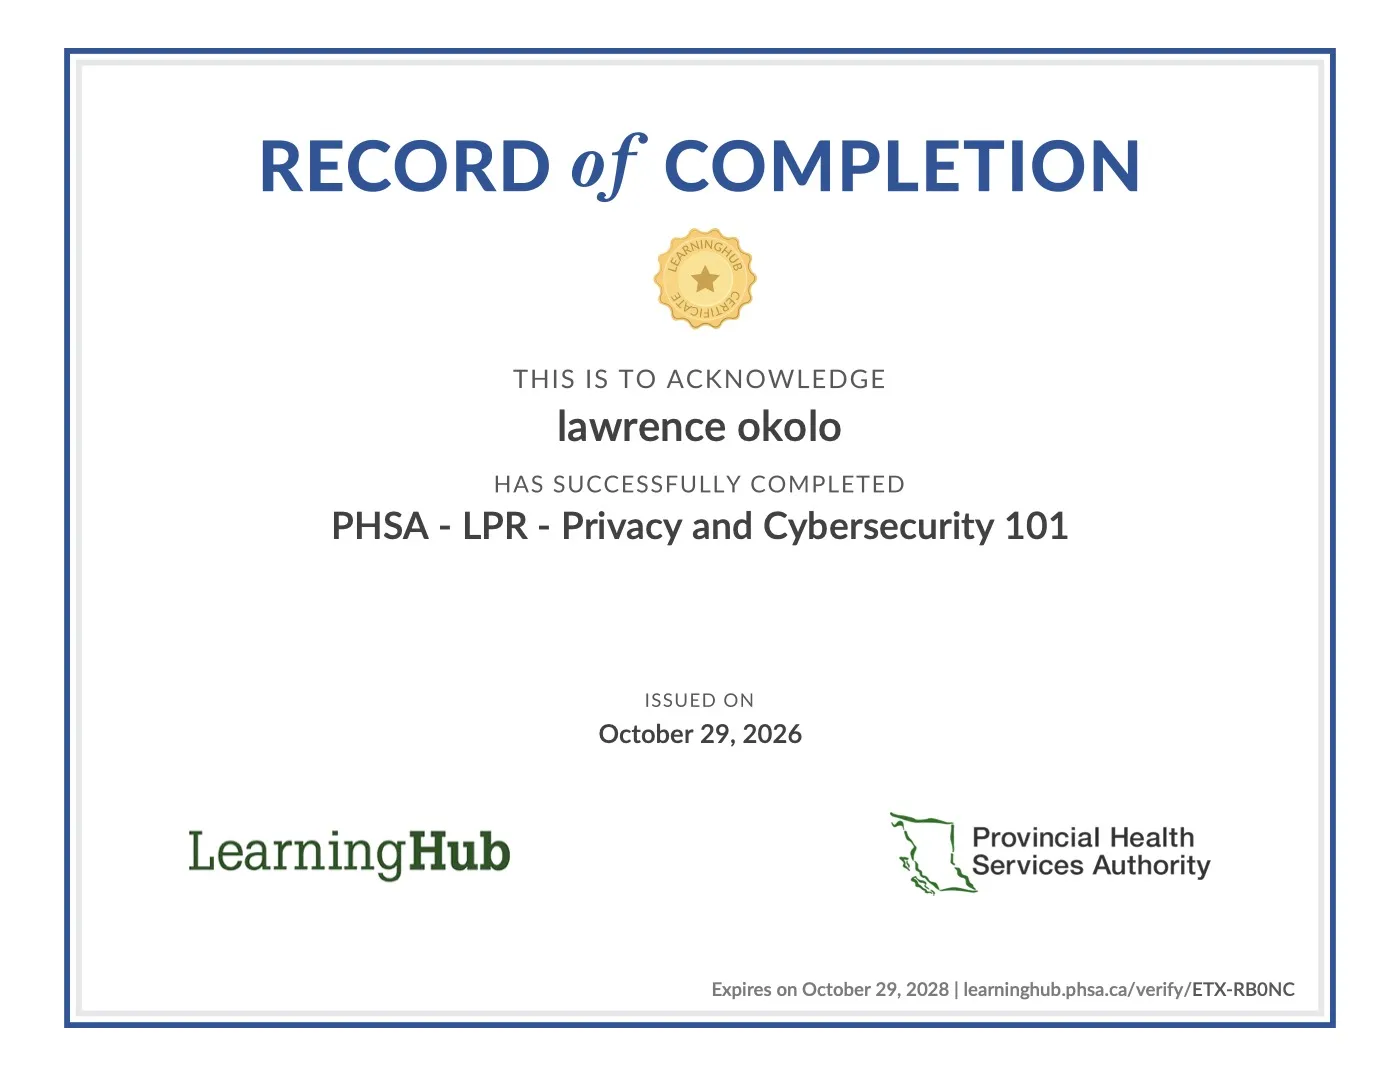 RECORD of COMPLETION
LEARNINGHUB
CERTIFICATE
THIS IS TO ACKNOWLEDGE
lawrence okolo
HAS SUCCESSFULLY COMPLETED
PHSA - LPR - Privacy and Cybersecurity 101
ISSUED ON
October 29, 2026
LearningHub
Provincial Health
Services Authority
Expires on October 29, 2028 | learninghub.phsa.ca/verify/ETX-RB0NC